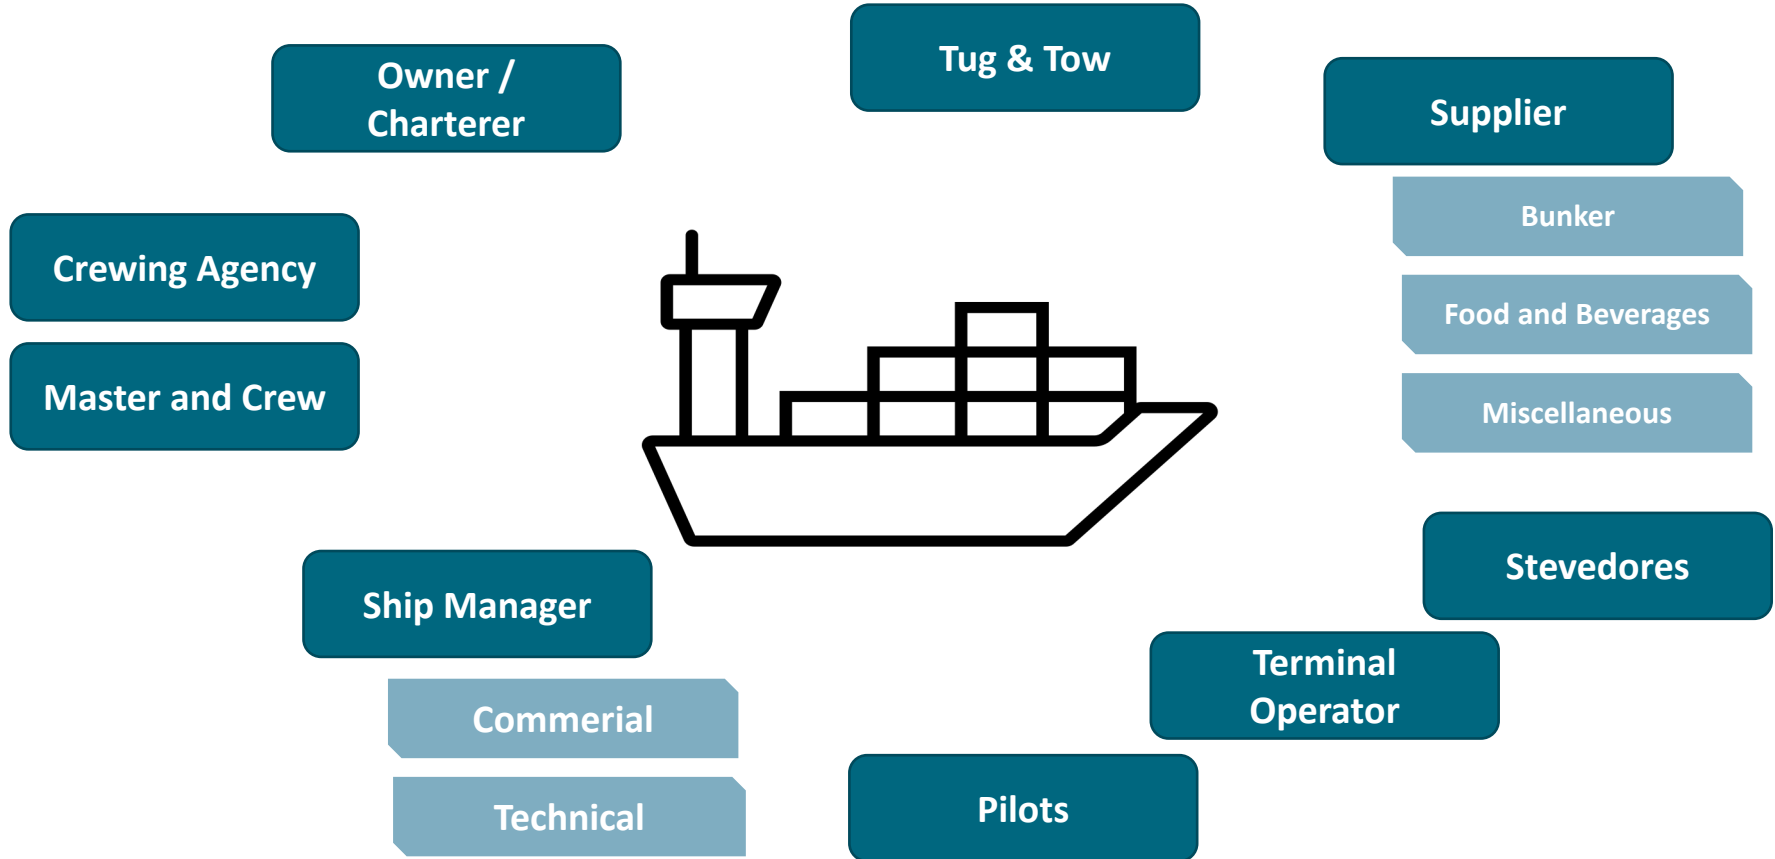 Owner /
Charterer
Tug & Tow
Supplier
Bunker
Food and Beverages
Miscellaneous
Crewing Agency
Master and Crew
Stevedores
Ship Manager
Commerial
Technical
Terminal
Operator
Pilots